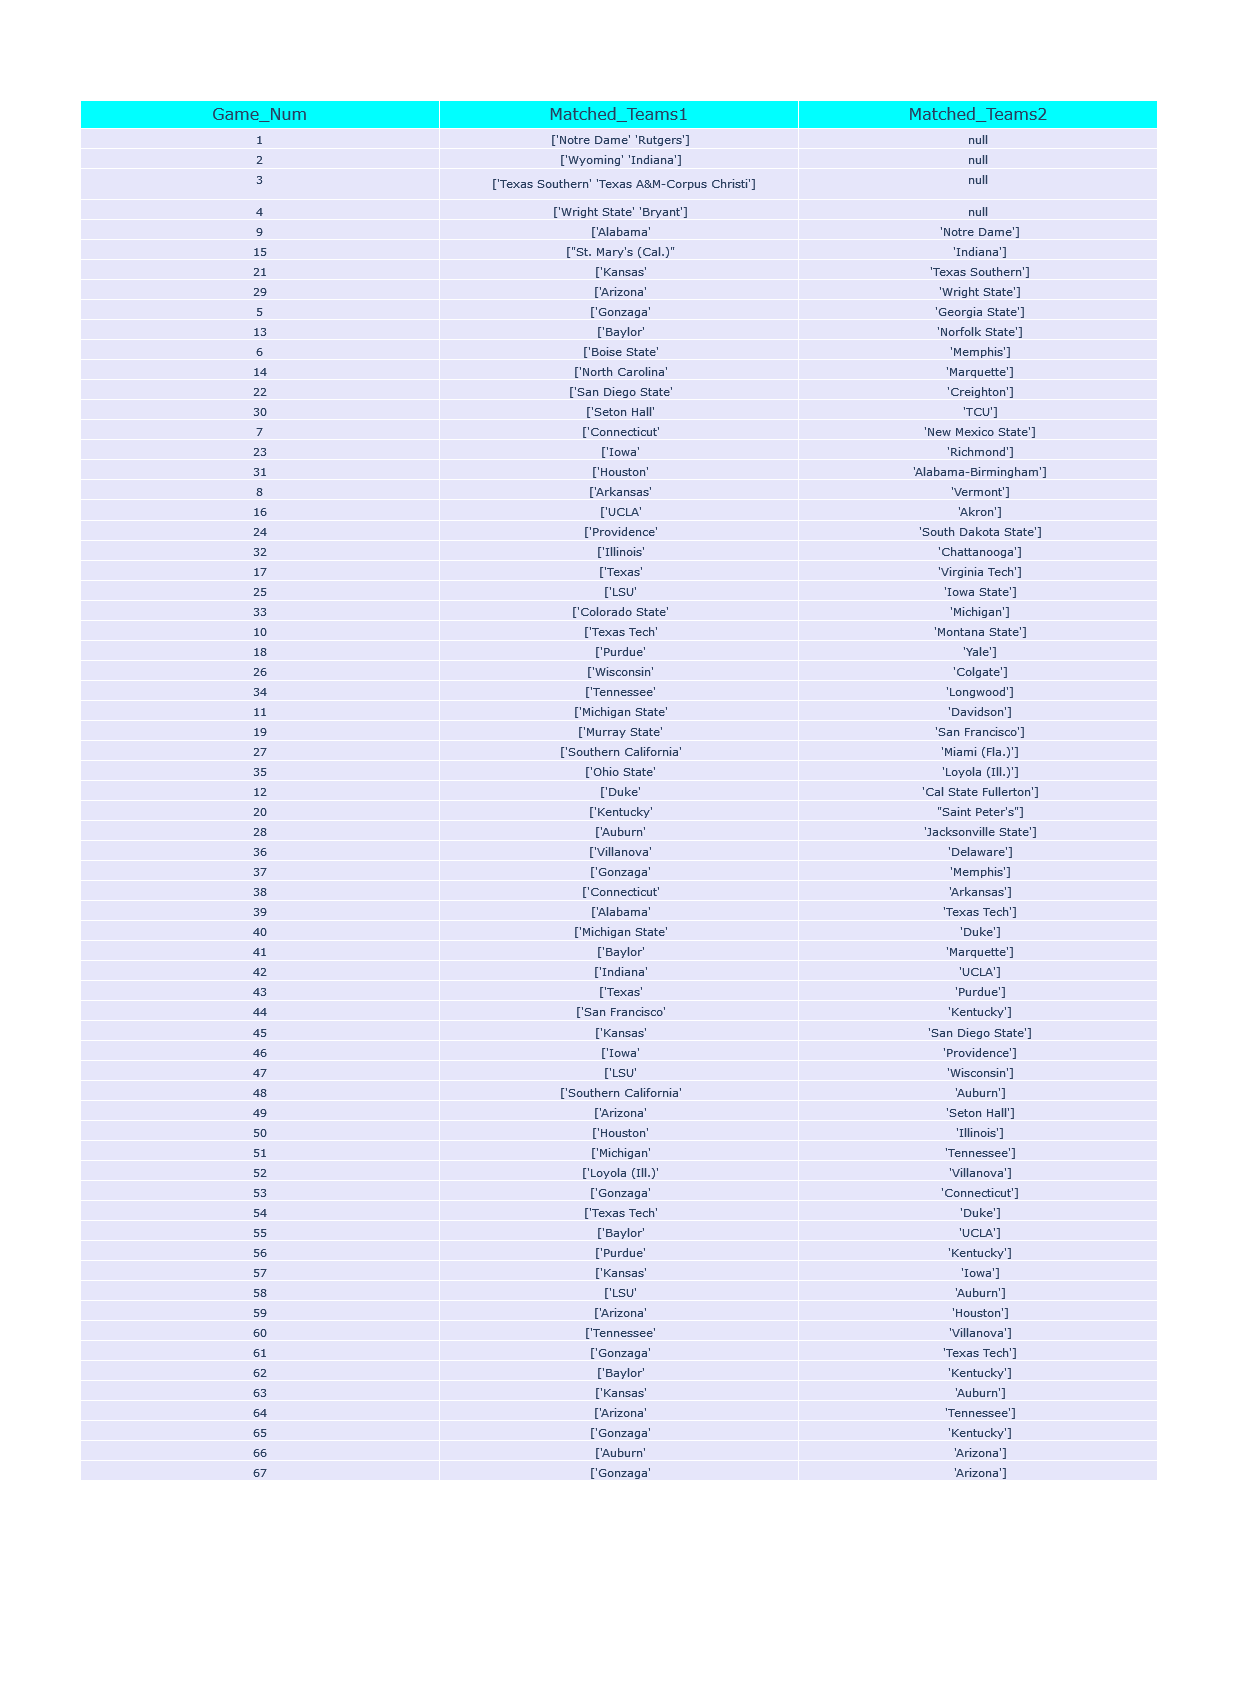 Game_Num Matched_Teams1 Matched_Teams2
1 ['Notre Dame' 'Rutgers'] null
2 ['Wyoming' 'Indiana'] null
3 ['Texas Southern' 'Texas A&M-Corpus Christi'] null
4 ['Wright State' 'Bryant'] null
9 ['Alabama' 'Notre Dame']
15 ["St. Mary's (Cal.)" 'Indiana']
21 ['Kansas' 'Texas Southern']
29 ['Arizona' 'Wright State']
5 ['Gonzaga' 'Georgia State']
13 ['Baylor' 'Norfolk State']
6 ['Boise State' 'Memphis']
14 ['North Carolina' 'Marquette']
22 ['San Diego State' 'Creighton']
30 ['Seton Hall' 'TCU']
7 ['Connecticut' 'New Mexico State']
23 ['Iowa' 'Richmond']
31 ['Houston' 'Alabama-Birmingham']
8 ['Arkansas' 'Vermont']
16 ['UCLA' 'Akron']
24 ['Providence' 'South Dakota State']
32 ['Illinois' 'Chattanooga']
17 ['Texas' 'Virginia Tech']
25 ['LSU' 'Iowa State']
33 ['Colorado State' 'Michigan']
10 ['Texas Tech' 'Montana State']
18 ['Purdue' 'Yale']
26 ['Wisconsin' 'Colgate']
34 ['Tennessee' 'Longwood']
11 ['Michigan State' 'Davidson']
19 ['Murray State' 'San Francisco']
27 ['Southern California' 'Miami (Fla.)']
35 ['Ohio State' 'Loyola (Ill.)']
12 ['Duke' 'Cal State Fullerton']
20 ['Kentucky' "Saint Peter's"]
28 ['Auburn' 'Jacksonville State']
36 ['Villanova' 'Delaware']
37 ['Gonzaga' 'Memphis']
38 ['Connecticut' 'Arkansas']
39 ['Alabama' 'Texas Tech']
40 ['Michigan State' 'Duke']
41 ['Baylor' 'Marquette']
42 ['Indiana' 'UCLA']
43 ['Texas' 'Purdue']
44 ['San Francisco' 'Kentucky']
45 ['Kansas' 'San Diego State']
46 ['Iowa' 'Providence']
47 ['LSU' 'Wisconsin']
48 ['Southern California' 'Auburn']
49 ['Arizona' 'Seton Hall']
50 ['Houston' 'Illinois']
51 ['Michigan' 'Tennessee']
52 ['Loyola (Ill.)' 'Villanova']
53 ['Gonzaga' 'Connecticut']
54 ['Texas Tech' 'Duke']
55 ['Baylor' 'UCLA']
56 ['Purdue' 'Kentucky']
57 ['Kansas' 'Iowa']
58 ['LSU' 'Auburn']
59 ['Arizona' 'Houston']
60 ['Tennessee' 'Villanova']
61 ['Gonzaga' 'Texas Tech']
62 ['Baylor' 'Kentucky']
63 ['Kansas' 'Auburn']
64 ['Arizona' 'Tennessee']
65 ['Gonzaga' 'Kentucky']
66 ['Auburn' 'Arizona']
67 ['Gonzaga' 'Arizona']